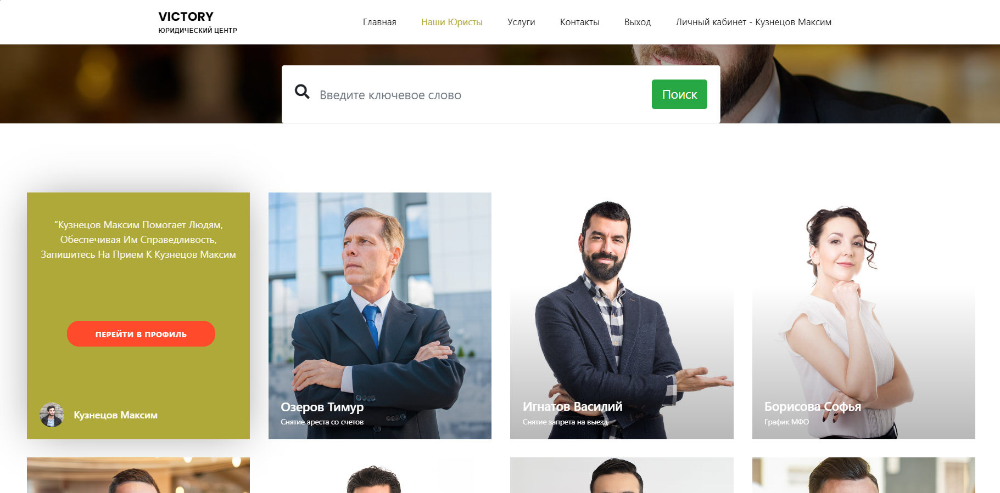 VICTORY
ЮРИДИЧЕСКИЙ ЦЕНТР
Главная
Наши Юристы
Услуги
Контакты
Выход
Личный кабинет - Кузнецов Максим
Введите ключевое слово
Поиск
“Кузнецов Максим Помогает Людям,
Обеспечивая Им Справедливость,
Запишитесь На Прием К Кузнецов Максим
ПЕРЕЙТИ В ПРОФИЛЬ
Кузнецов Максим
Озеров Тимур
Снятие ареста со счетов
Игнатов Василий
Снятие запрета на выезд
Борисова Софья
График МФО